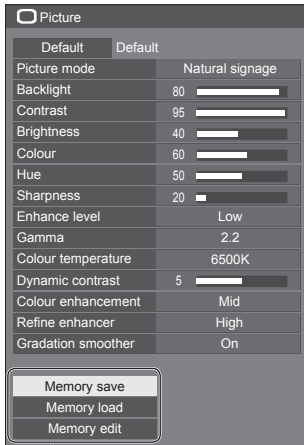 Picture
Default Default
Picture mode Natural signage
Backlight 80
Contrast 95
Brightness 40
Colour 60
Hue 50
Sharpness 20
Enhance level Low
Gamma 2.2
Colour temperature 6500K
Dynamic contrast 5
Colour enhancement Mid
Refine enhancer High
Gradation smoother On
Memory save
Memory load
Memory edit